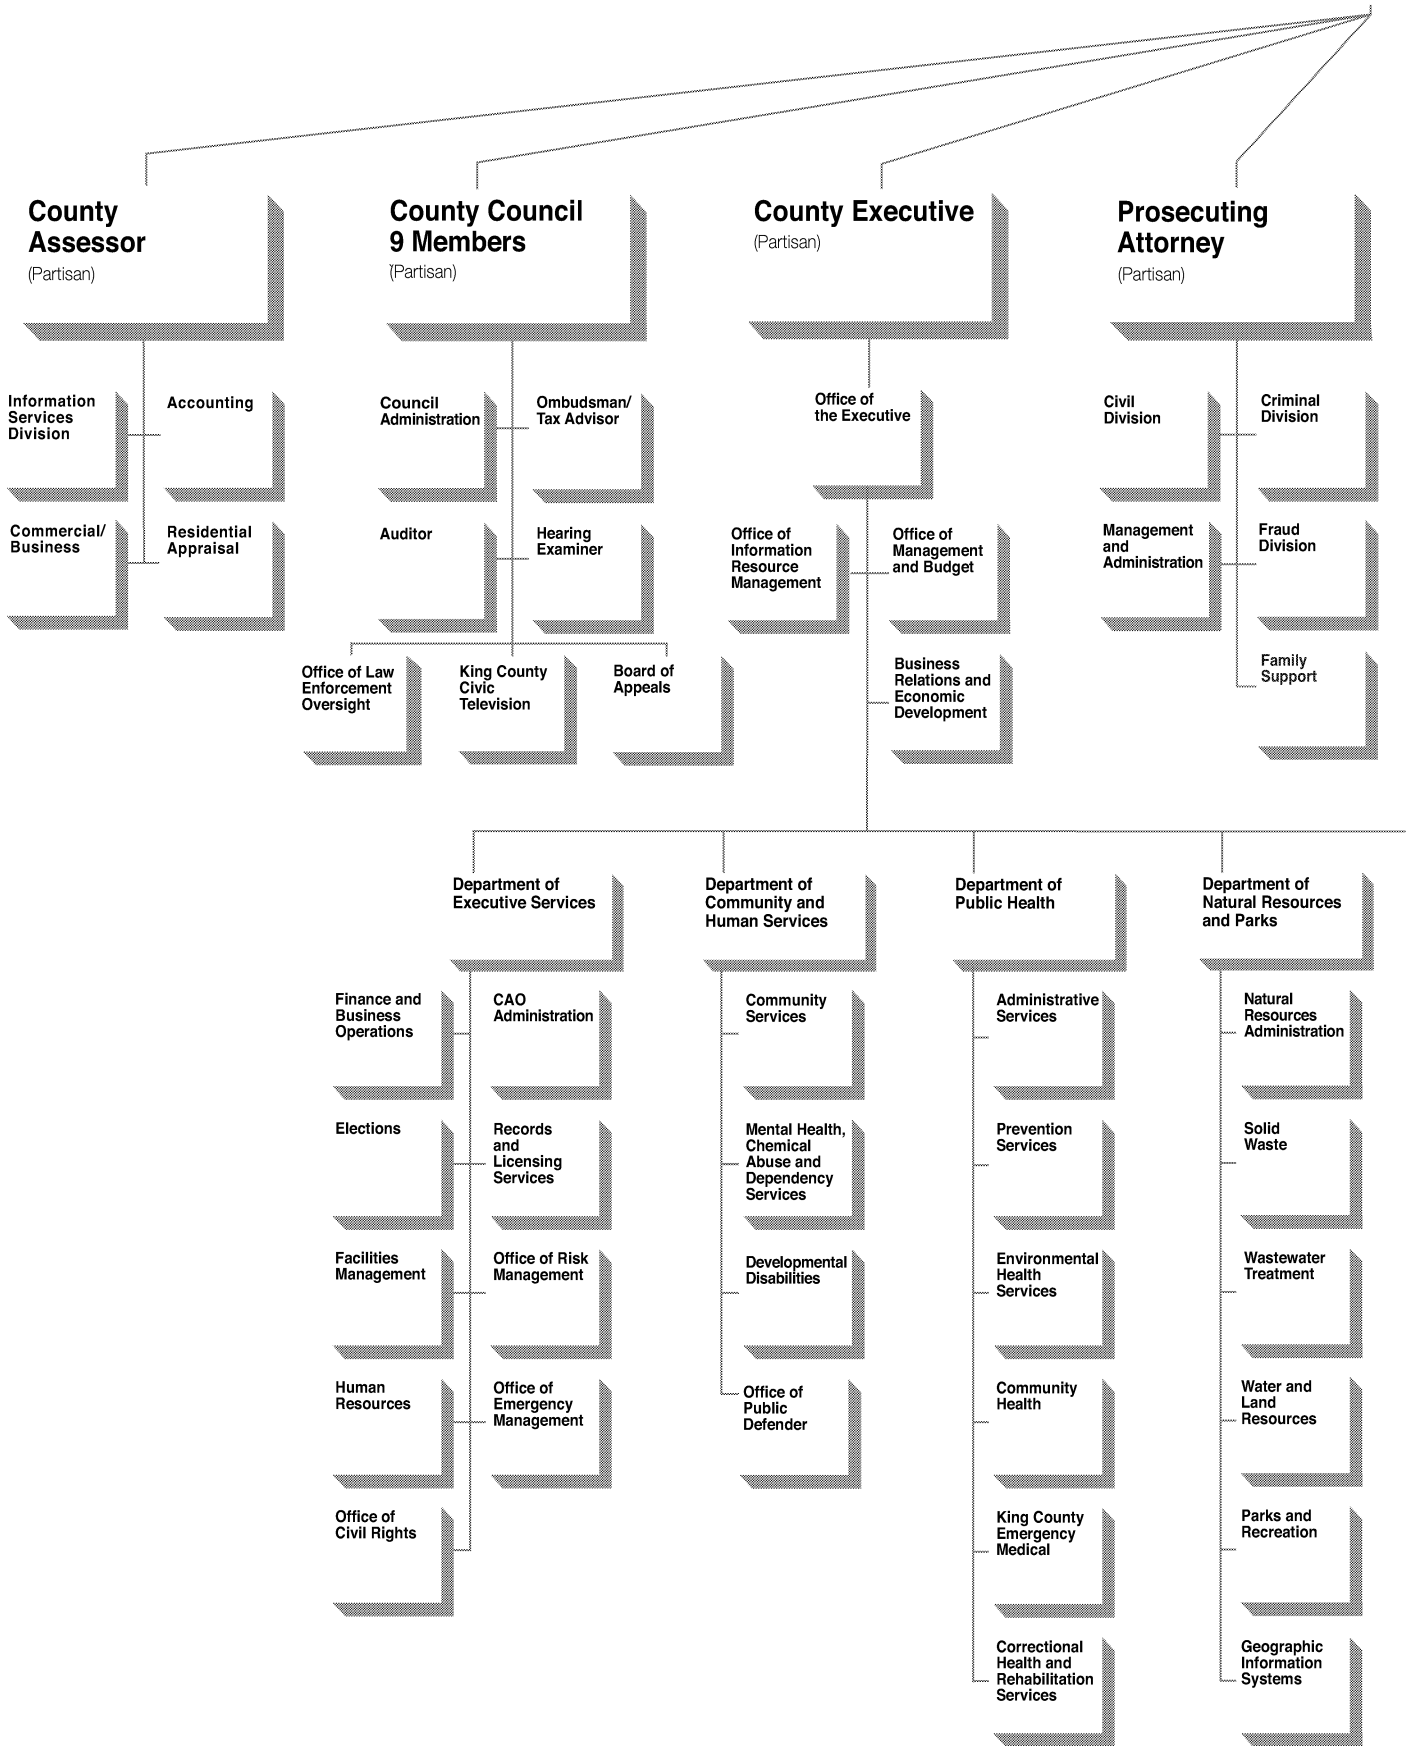 County
Assessor
(Partisan)
County Council
9 Members
(Partisan)
County Executive
(Partisan)
Prosecuting
Attorney
(Partisan)
Information
Services
Division
Accounting
Commercial/
Business
Residential
Appraisal
Council
Administration
Ombudsman/
Tax Advisor
Auditor
Hearing
Examiner
Office of Law
Enforcement
Oversight
King County
Civic
Television
Board of
Appeals
Office of
the Executive
Office of
Information
Resource
Management
Office of
Management
and Budget
Business
Relations and
Economic
Development
Civil
Division
Criminal
Division
Management
and
Administration
Fraud
Division
Family
Support
Department of
Executive Services
Department of
Community and
Human Services
Department of
Public Health
Department of
Natural Resources
and Parks
Finance and
Business
Operations
CAO
Administration
Elections
Records
and
Licensing
Services
Facilities
Management
Office of Risk
Management
Human
Resources
Office of
Emergency
Management
Office of
Civil Rights
Community
Services
Mental Health,
Chemical
Abuse and
Dependency
Services
Developmental
Disabilities
Office of
Public
Defender
Administrative
Services
Prevention
Services
Environmental
Health
Services
Community
Health
King County
Emergency
Medical
Correctional
Health and
Rehabilitation
Services
Natural
Resources
Administration
Solid
Waste
Wastewater
Treatment
Water and
Land
Resources
Parks and
Recreation
Geographic
Information
Systems